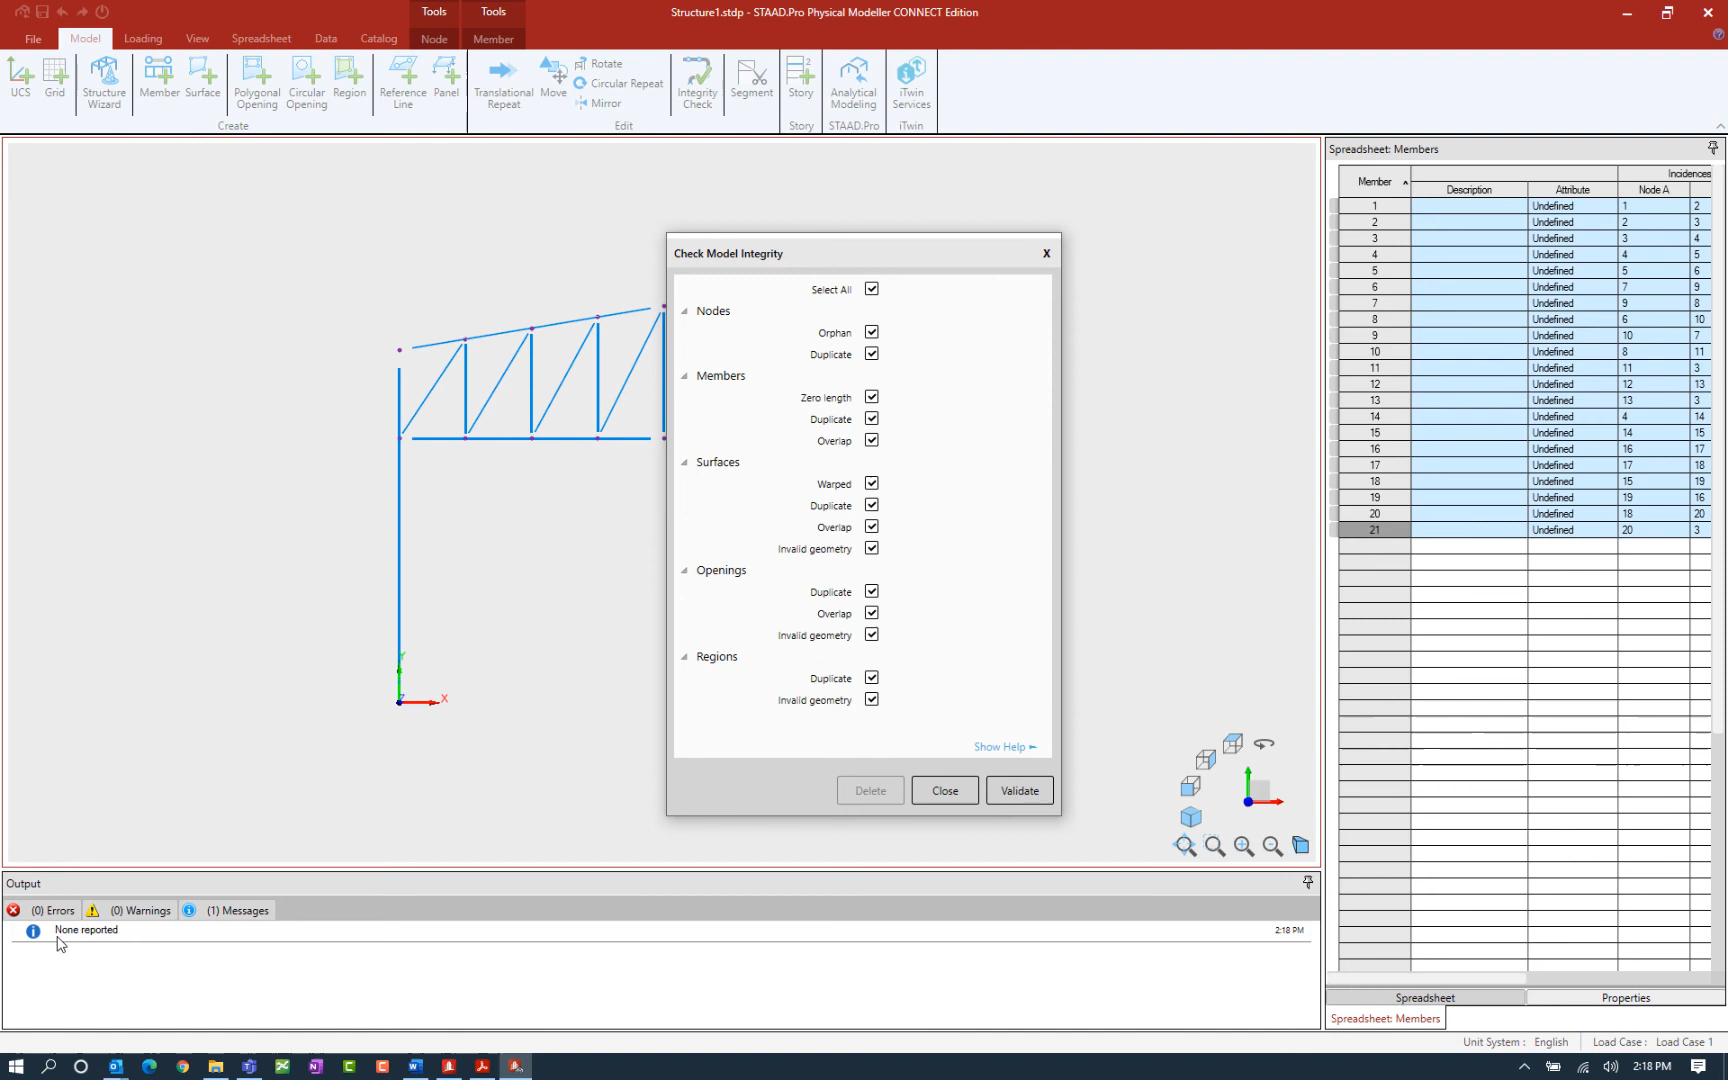 Tools
Tools
Structure1.stdp - STAAD.Pro Physical Modeller CONNECT Edition
File
Model
Loading
View
Spreadsheet
Data
Catalog
Node
Member
UCS
Grid
Structure
Wizard
Member
Surface
Polygonal
Opening
Circular
Opening
Region
Create
Reference
Line
Panel
Translational
Repeat
Move
Rotate
Circular Repeat
Mirror
Edit
Integrity
Check
Segment
2
Story
Story
Analytical
Modeling
STAAD.Pro
iTwin
Services
iTwin
Spreadsheet: Members
Member
Incidences
Description
Attribute
Node A
1 Undefined 1 2
2 Undefined 2 3
3 Undefined 3 4
4 Undefined 4 5
5 Undefined 5 6
6 Undefined 7 9
7 Undefined 9 8
8 Undefined 6 10
9 Undefined 10 7
10 Undefined 8 11
11 Undefined 11 3
12 Undefined 12 13
13 Undefined 13 3
14 Undefined 4 14
15 Undefined 14 15
16 Undefined 16 17
17 Undefined 17 18
18 Undefined 15 19
19 Undefined 19 16
20 Undefined 18 20
21 Undefined 20 3
Check Model Integrity
X
Select All
Nodes
Orphan
Duplicate
Members
Zero length
Duplicate
Overlap
Surfaces
Warped
Duplicate
Overlap
Invalid geometry
Openings
Duplicate
Overlap
Invalid geometry
Regions
Duplicate
Invalid geometry
Show Help
Delete
Close
Validate
Y
Z
X
Output
(0) Errors
(0) Warnings
(1) Messages
None reported
2:18 PM
Spreadsheet
Properties
Spreadsheet: Members
Unit System : English
Load Case : Load Case 1
2:18 PM